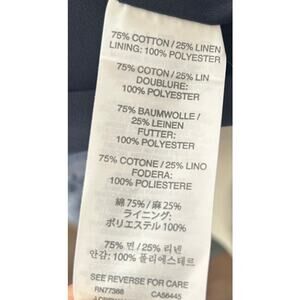 75% COTTON / 25% LINEN
LINING: 100% POLYESTER
75% COTON / 25% LIN
DOUBLURE:
100% POLYESTER
75% BAUMWOLLE /
25% LEINEN
FUTTER:
100% POLYESTER
75% COTONE / 25% LINO
FODERA:
100% POLIESTERE
綿 75% / 麻 25%
ライニング:
ポリエステル 100%
75% 면 / 25% 리넨
안감: 100% 폴리에스테르
SEE REVERSE FOR CARE
RN77388 CA56445